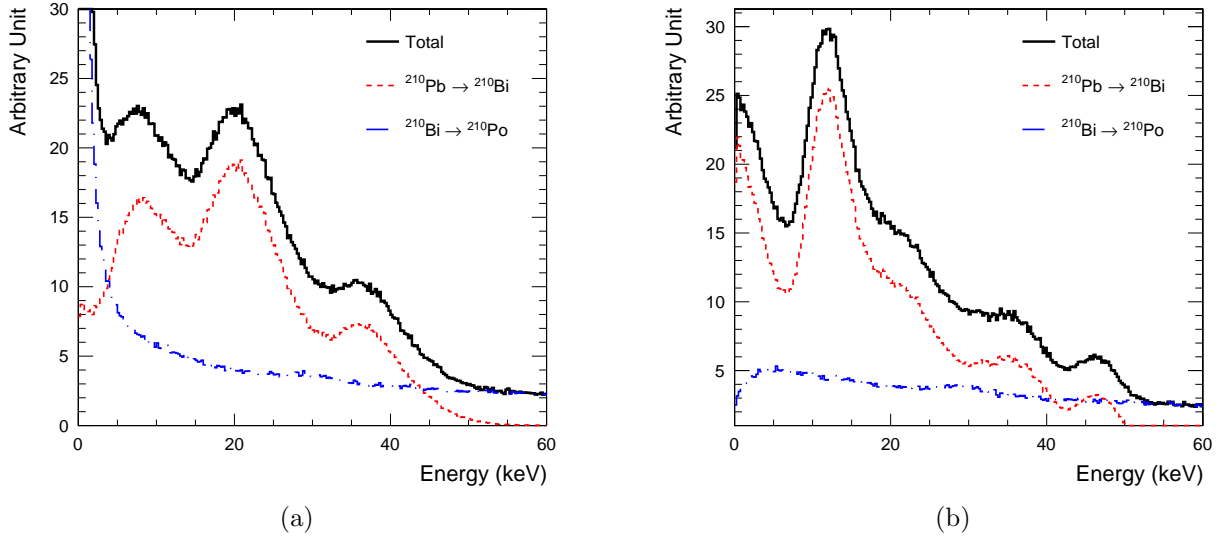 Arbitrary Unit
30
25
20
15
10
5
0
0 20 40 60
Energy (keV)
Total
²¹⁰Pb → ²¹⁰Bi
²¹⁰Bi → ²¹⁰Po
(a)
Arbitrary Unit
30
25
20
15
10
5
0 20 40 60
Energy (keV)
Total
²¹⁰Pb → ²¹⁰Bi
²¹⁰Bi → ²¹⁰Po
(b)